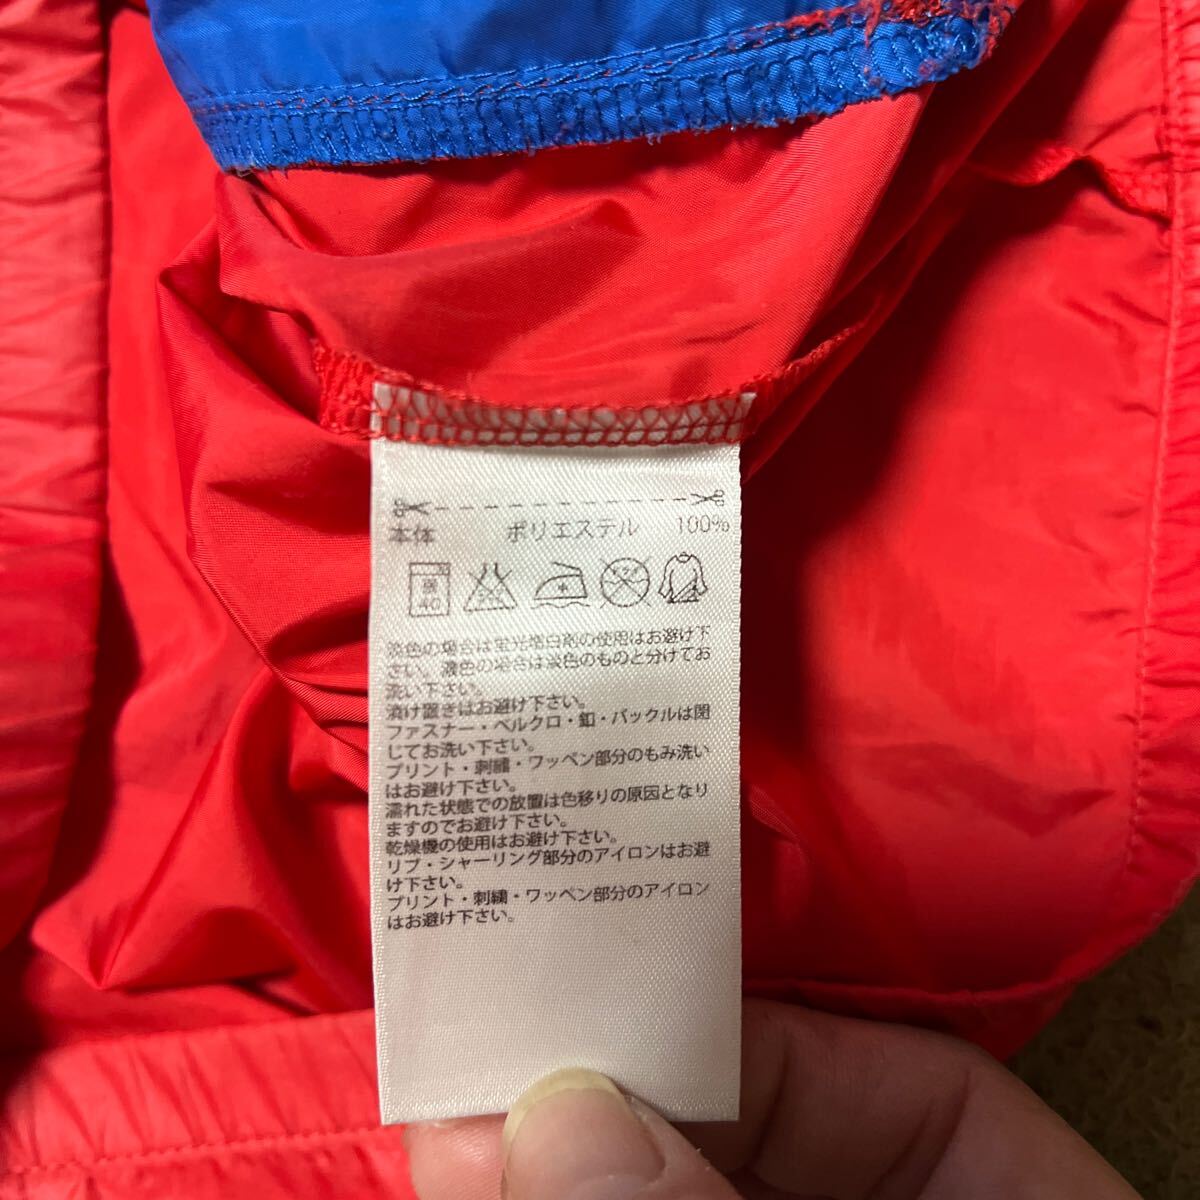 本体 ポリエステル 100%
淡色の場合は蛍光増白剤の使用はお避け下
さい。濃色の場合は淡色のものと分けてお
洗い下さい。
漬け置きはお避け下さい。
ファスナー・ベルクロ・釦・バックルは閉
じてお洗い下さい。
プリント・刺繍・ワッペン部分のもみ洗い
はお避け下さい。
濡れた状態での放置は色移りの原因となり
ますのでお避け下さい。
乾燥機の使用はお避け下さい。
リブ・シャーリング部分のアイロンはお避
け下さい。
プリント・刺繍・ワッペン部分のアイロン
はお避け下さい。